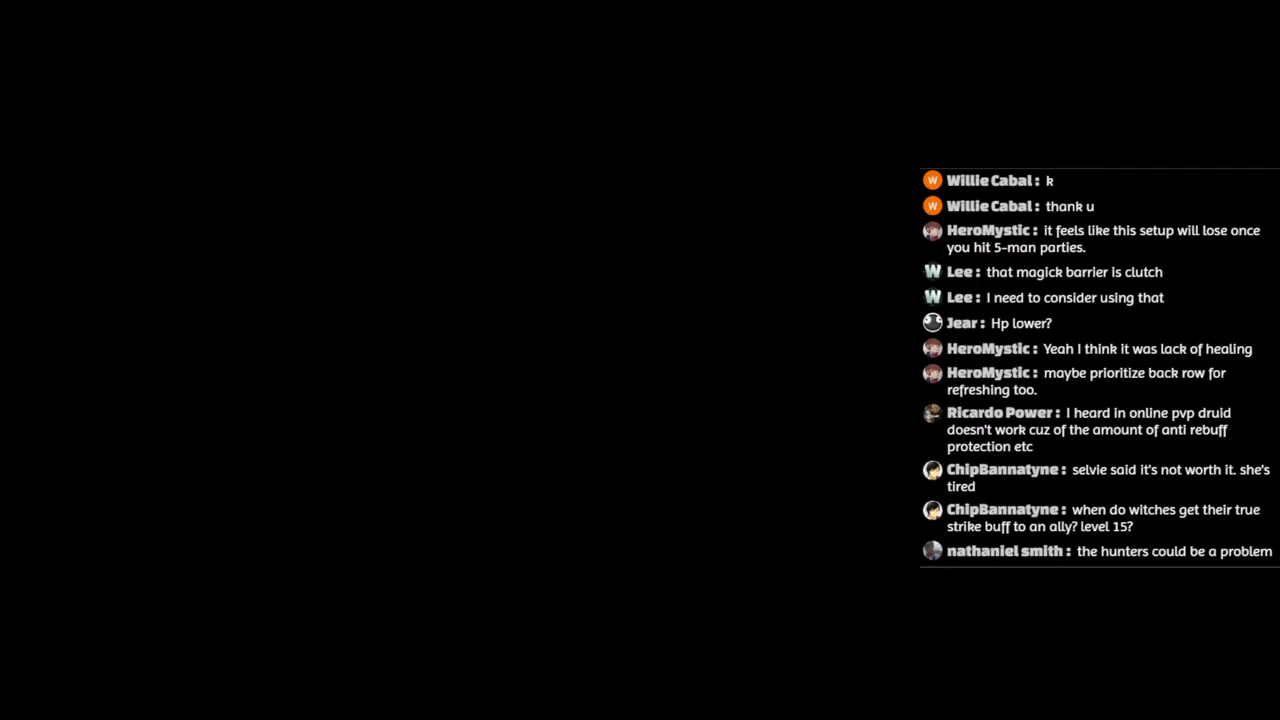 W Willie Cabal : k
W Willie Cabal : thank u
HeroMystic : it feels like this setup will lose once
you hit 5-man parties.
W Lee : that magick barrier is clutch
W Lee : I need to consider using that
Jear : Hp lower?
HeroMystic : Yeah I think it was lack of healing
HeroMystic : maybe prioritize back row for
refreshing too.
Ricardo Power : I heard in online pvp druid
doesn't work cuz of the amount of anti rebuff
protection etc
ChipBannatyne : selvie said it's not worth it. she's
tired
ChipBannatyne : when do witches get their true
strike buff to an ally? level 15?
nathaniel smith : the hunters could be a problem